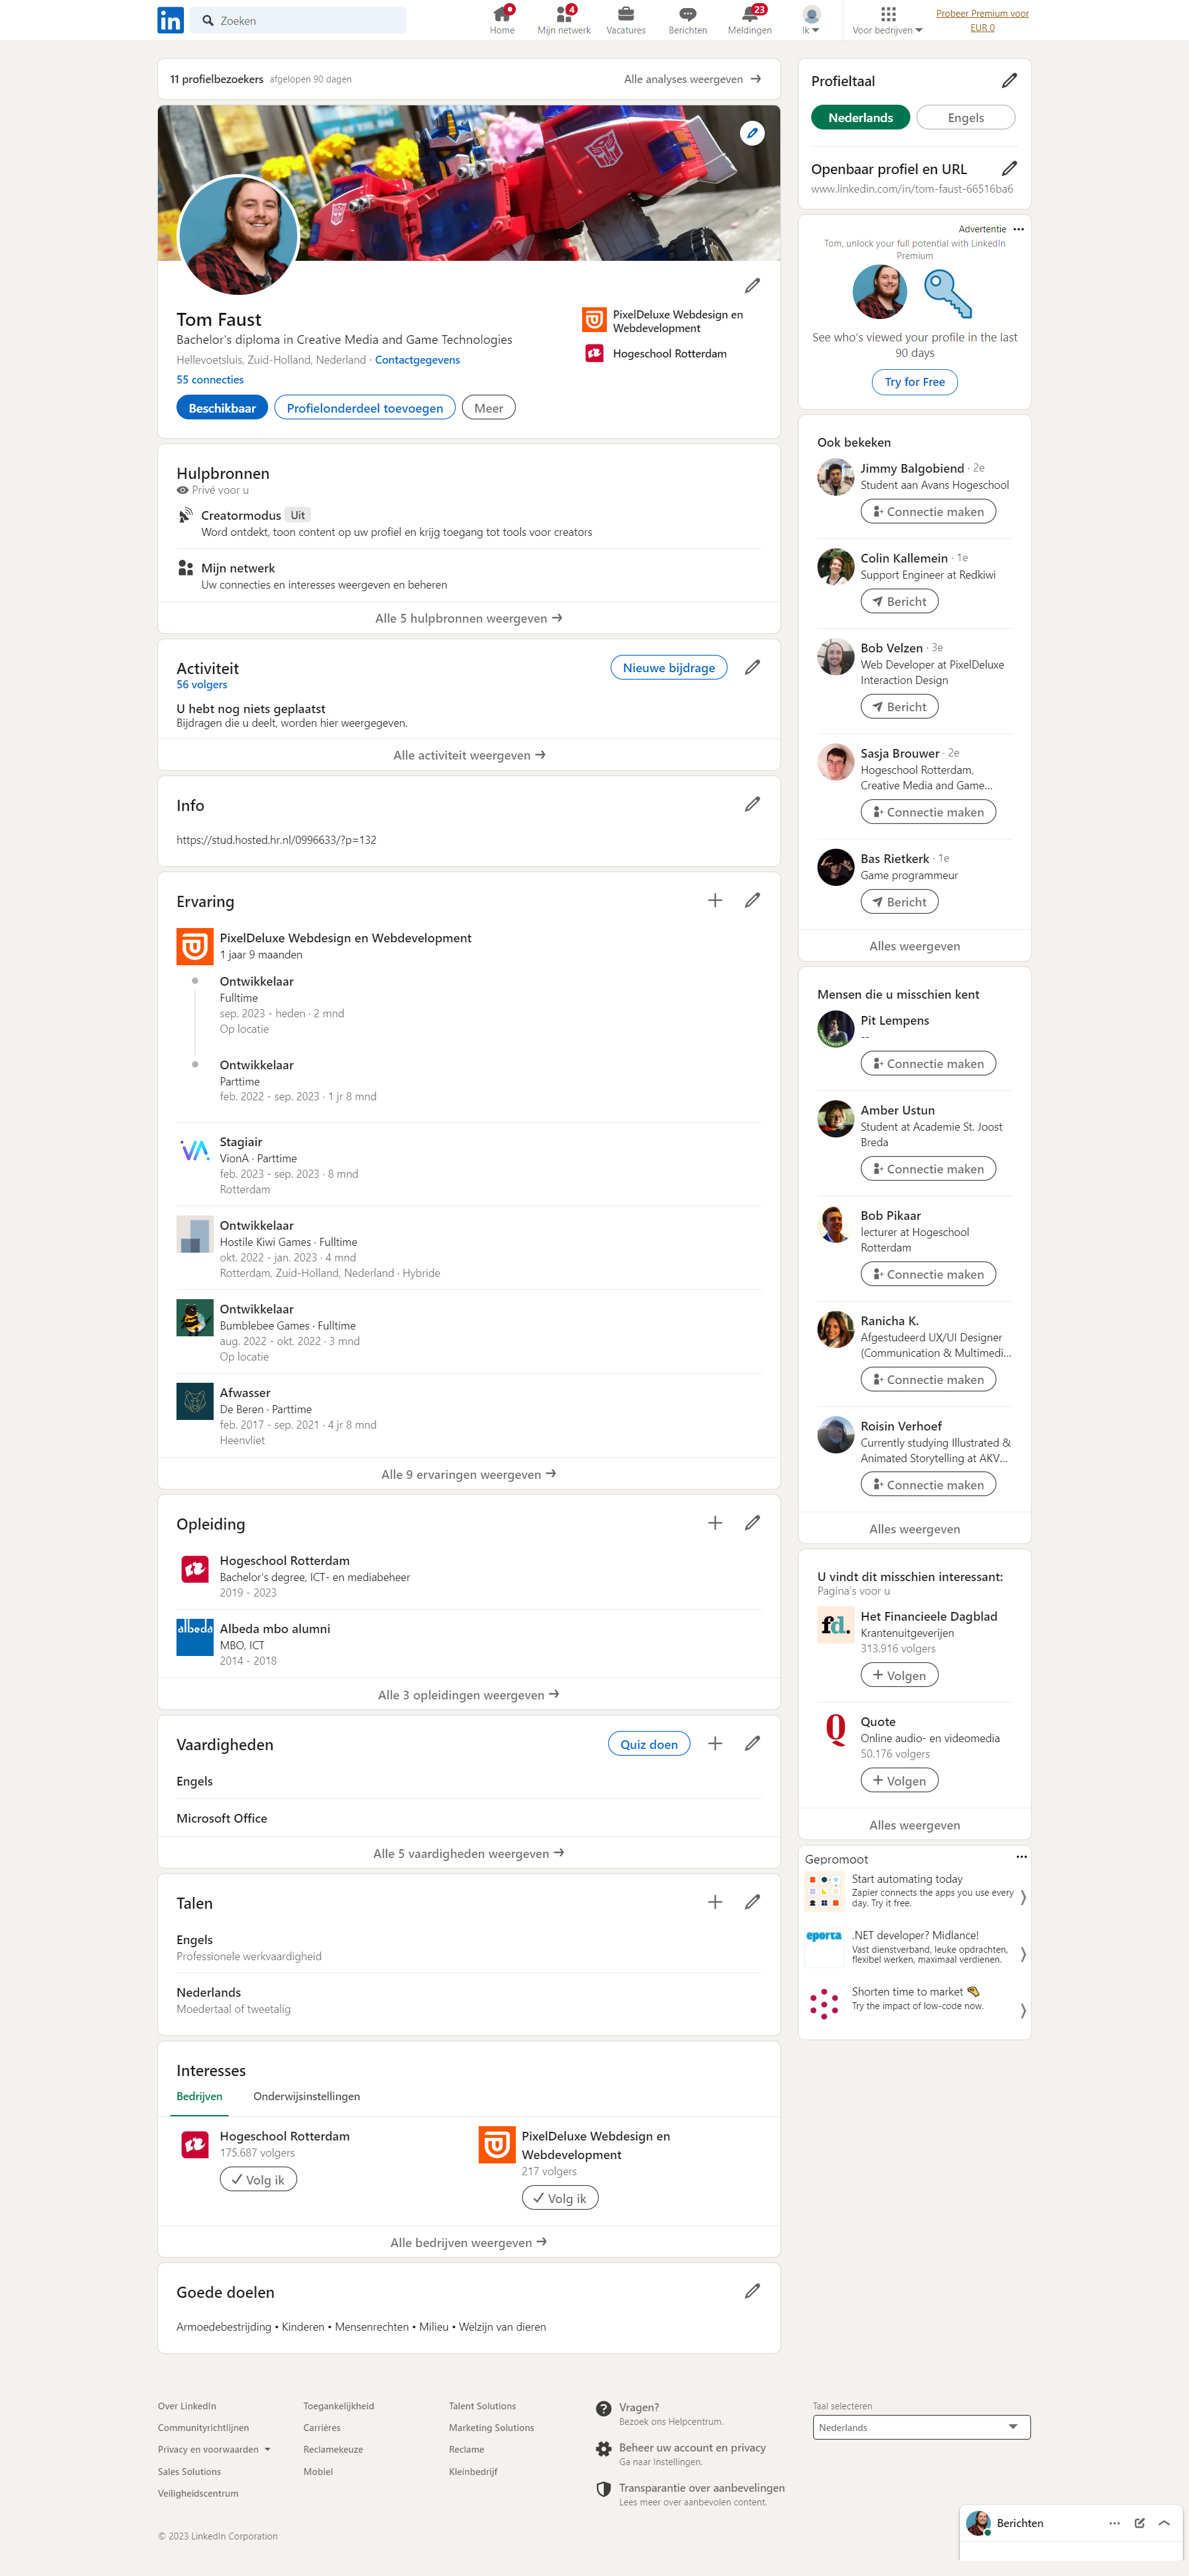 Zoeken
Home
Mijn netwerk
4
Vacatures
Berichten
Meldingen
23
Ik
Voor bedrijven
Probeer Premium voor
EUR 0
11 profielbezoekers afgelopen 90 dagen
Alle analyses weergeven
Tom Faust
Bachelor's diploma in Creative Media and Game Technologies
Hellevoetsluis, Zuid-Holland, Nederland · Contactgegevens
55 connecties
Beschikbaar
Profielonderdeel toevoegen
Meer
PixelDeluxe Webdesign en
Webdevelopment
Hogeschool Rotterdam
Hulpbronnen
Privé voor u
Creatormodus Uit
Word ontdekt, toon content op uw profiel en krijg toegang tot tools voor creators
Mijn netwerk
Uw connecties en interesses weergeven en beheren
Alle 5 hulpbronnen weergeven
Activiteit
56 volgers
Nieuwe bijdrage
U hebt nog niets geplaatst
Bijdragen die u deelt, worden hier weergegeven.
Alle activiteit weergeven
Info
https://stud.hosted.hr.nl/0996633/?p=132
Ervaring
PixelDeluxe Webdesign en Webdevelopment
1 jaar 9 maanden
Ontwikkelaar
Fulltime
sep. 2023 - heden · 2 mnd
Op locatie
Ontwikkelaar
Parttime
feb. 2022 - sep. 2023 · 1 jr 8 mnd
Stagiair
VionA · Parttime
feb. 2023 - sep. 2023 · 8 mnd
Rotterdam
Ontwikkelaar
Hostile Kiwi Games · Fulltime
okt. 2022 - jan. 2023 · 4 mnd
Rotterdam, Zuid-Holland, Nederland · Hybride
Ontwikkelaar
Bumblebee Games · Fulltime
aug. 2022 - okt. 2022 · 3 mnd
Op locatie
Afwasser
De Beren · Parttime
feb. 2017 - sep. 2021 · 4 jr 8 mnd
Heenvliet
Alle 9 ervaringen weergeven
Opleiding
Hogeschool Rotterdam
Bachelor's degree, ICT- en mediabeheer
2019 - 2023
albeda
Albeda mbo alumni
MBO, ICT
2014 - 2018
Alle 3 opleidingen weergeven
Vaardigheden
Quiz doen
Engels
Microsoft Office
Alle 5 vaardigheden weergeven
Talen
Engels
Professionele werkvaardigheid
Nederlands
Moedertaal of tweetalig
Interesses
Bedrijven
Onderwijsinstellingen
Hogeschool Rotterdam
175.687 volgers
Volg ik
PixelDeluxe Webdesign en
Webdevelopment
217 volgers
Volg ik
Alle bedrijven weergeven
Goede doelen
Armoedebestrijding • Kinderen • Mensenrechten • Milieu • Welzijn van dieren
Profieltaal
Nederlands
Engels
Openbaar profiel en URL
www.linkedin.com/in/tom-faust-66516ba6
Advertentie
Tom, unlock your full potential with LinkedIn
Premium
See who's viewed your profile in the last
90 days
Try for Free
Ook bekeken
Jimmy Balgobiend · 2e
Student aan Avans Hogeschool
Connectie maken
Colin Kallemein · 1e
Support Engineer at Redkiwi
Bericht
Bob Velzen · 3e
Web Developer at PixelDeluxe
Interaction Design
Bericht
Sasja Brouwer · 2e
Hogeschool Rotterdam,
Creative Media and Game...
Connectie maken
Bas Rietkerk · 1e
Game programmeur
Bericht
Alles weergeven
Mensen die u misschien kent
Pit Lempens
--
Connectie maken
Amber Ustun
Student at Academie St. Joost
Breda
Connectie maken
Bob Pikaar
lecturer at Hogeschool
Rotterdam
Connectie maken
Ranicha K.
Afgestudeerd UX/UI Designer
(Communication & Multimedi...
Connectie maken
Roisin Verhoef
Currently studying Illustrated &
Animated Storytelling at AKV...
Connectie maken
Alles weergeven
U vindt dit misschien interessant:
Pagina's voor u
fd.
Het Financieele Dagblad
Krantenuitgeverijen
313.916 volgers
Volgen
Q
Quote
Online audio- en videomedia
50.176 volgers
Volgen
Alles weergeven
Gepromoot
Start automating today
Zapier connects the apps you use every
day. Try it free.
eporta
.NET developer? Midlance!
Vast dienstverband, leuke opdrachten,
flexibel werken, maximaal verdienen.
Shorten time to market
Try the impact of low-code now.
Over LinkedIn
Toegankelijkheid
Talent Solutions
Communityrichtlijnen
Carrières
Marketing Solutions
Privacy en voorwaarden
Reclamekeuze
Reclame
Sales Solutions
Mobiel
Kleinbedrijf
Veiligheidscentrum
Vragen?
Bezoek ons Helpcentrum.
Beheer uw account en privacy
Ga naar Instellingen.
Transparantie over aanbevelingen
Lees meer over aanbevolen content.
Taal selecteren
Nederlands
© 2023 LinkedIn Corporation
Berichten